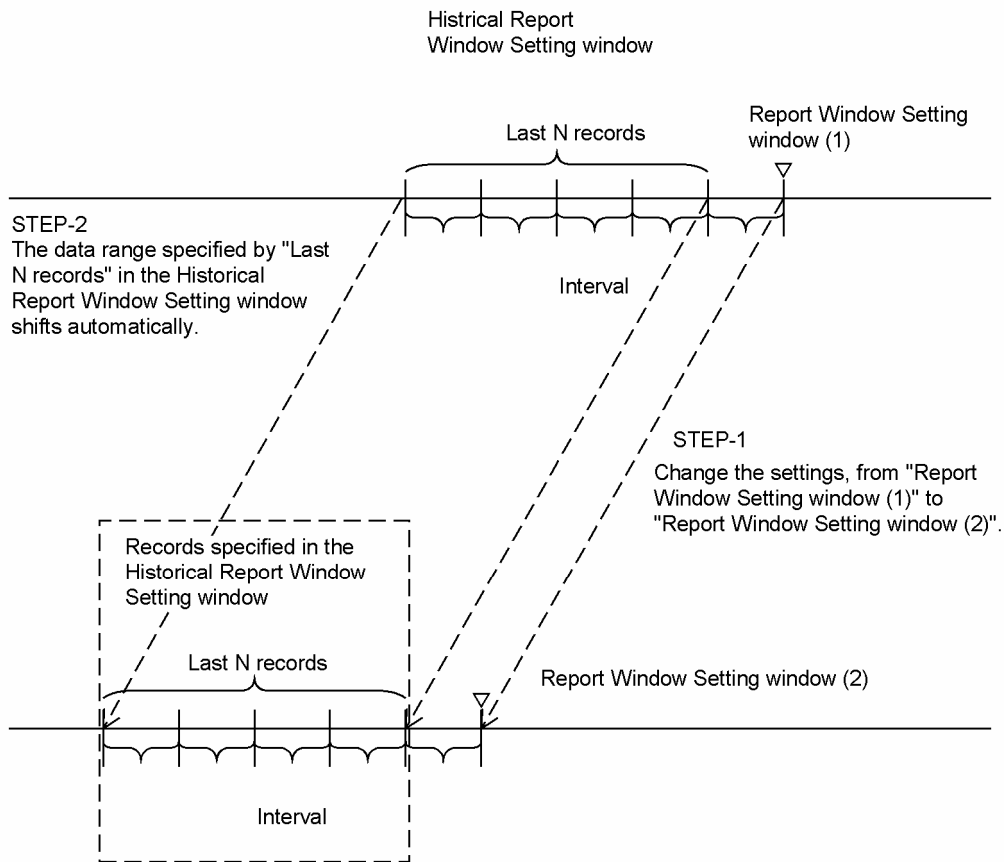 Histrical Report
Window Setting window
Report Window Setting
window (1)
Last N records
STEP-2
The data range specified by "Last
N records" in the Historical
Report Window Setting window
shifts automatically.
Interval
STEP-1
Change the settings, from "Report
Window Setting window (1)" to
"Report Window Setting window (2)".
Records specified in the
Historical Report Window
Setting window
Last N records
Report Window Setting window (2)
Interval